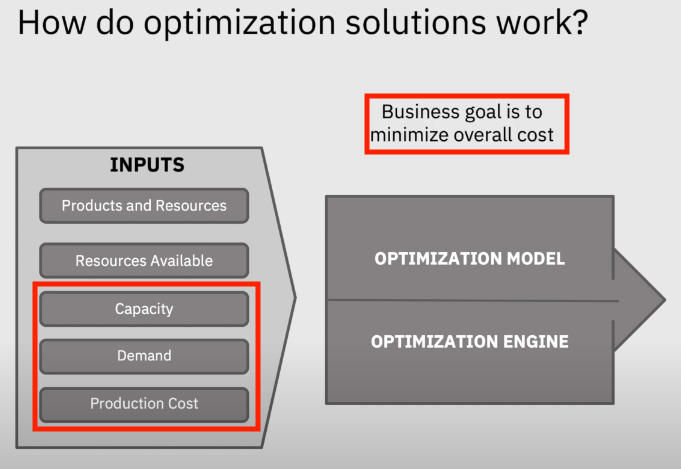 How do optimization solutions work?
Business goal is to
minimize overall cost
INPUTS
Products and Resources
Resources Available
Capacity
Demand
Production Cost
OPTIMIZATION MODEL
OPTIMIZATION ENGINE